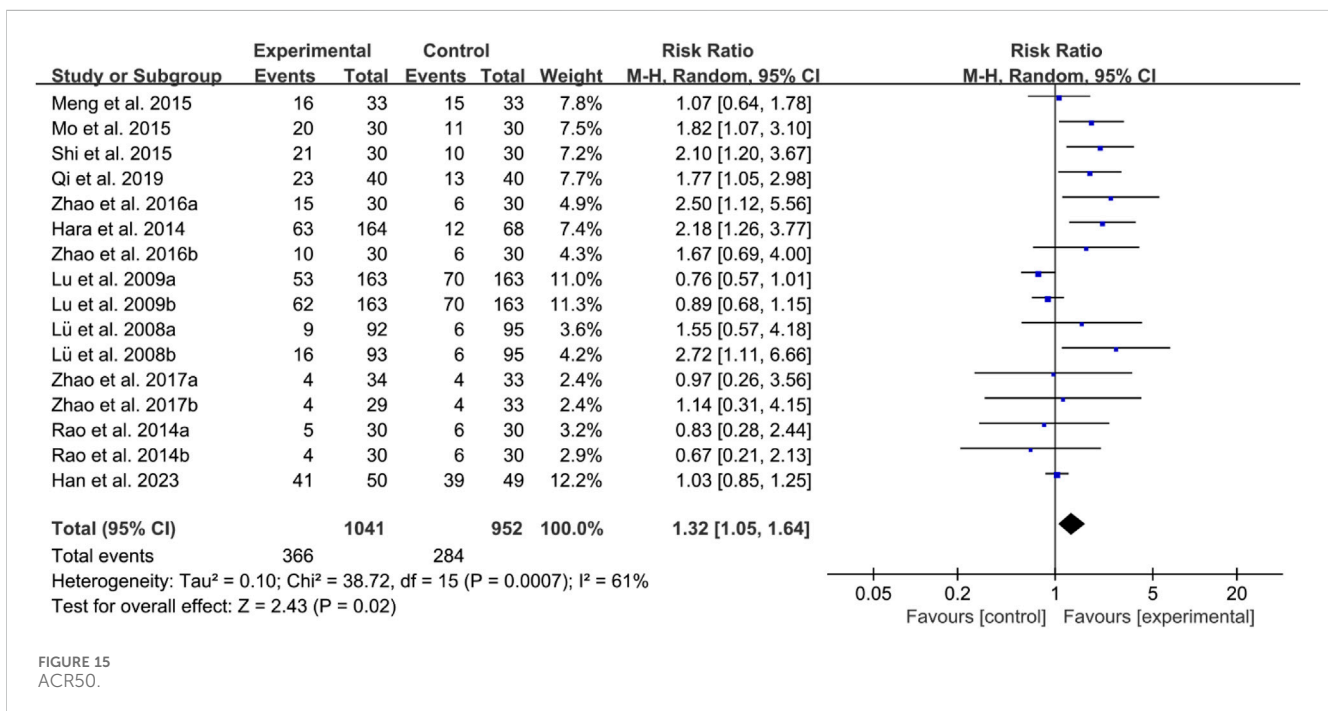 Experimental Control Risk Ratio Risk Ratio
Study or Subgroup Events Total Events Total Weight M-H, Random, 95% CI M-H, Random, 95% CI
Meng et al. 2015 16 33 15 33 7.8% 1.07 [0.64, 1.78]
Mo et al. 2015 20 30 11 30 7.5% 1.82 [1.07, 3.10]
Shi et al. 2015 21 30 10 30 7.2% 2.10 [1.20, 3.67]
Qi et al. 2019 23 40 13 40 7.7% 1.77 [1.05, 2.98]
Zhao et al. 2016a 15 30 6 30 4.9% 2.50 [1.12, 5.56]
Hara et al. 2014 63 164 12 68 7.4% 2.18 [1.26, 3.77]
Zhao et al. 2016b 10 30 6 30 4.3% 1.67 [0.69, 4.00]
Lu et al. 2009a 53 163 70 163 11.0% 0.76 [0.57, 1.01]
Lu et al. 2009b 62 163 70 163 11.3% 0.89 [0.68, 1.15]
Lü et al. 2008a 9 92 6 95 3.6% 1.55 [0.57, 4.18]
Lü et al. 2008b 16 93 6 95 4.2% 2.72 [1.11, 6.66]
Zhao et al. 2017a 4 34 4 33 2.4% 0.97 [0.26, 3.56]
Zhao et al. 2017b 4 29 4 33 2.4% 1.14 [0.31, 4.15]
Rao et al. 2014a 5 30 6 30 3.2% 0.83 [0.28, 2.44]
Rao et al. 2014b 4 30 6 30 2.9% 0.67 [0.21, 2.13]
Han et al. 2023 41 50 39 49 12.2% 1.03 [0.85, 1.25]
Total (95% CI) 1041 952 100.0% 1.32 [1.05, 1.64]
Total events 366 284
Heterogeneity: Tau² = 0.10; Chi² = 38.72, df = 15 (P = 0.0007); I² = 61%
Test for overall effect: Z = 2.43 (P = 0.02)
0.05 0.2 1 5 20
Favours [control] Favours [experimental]
FIGURE 15
ACR50.